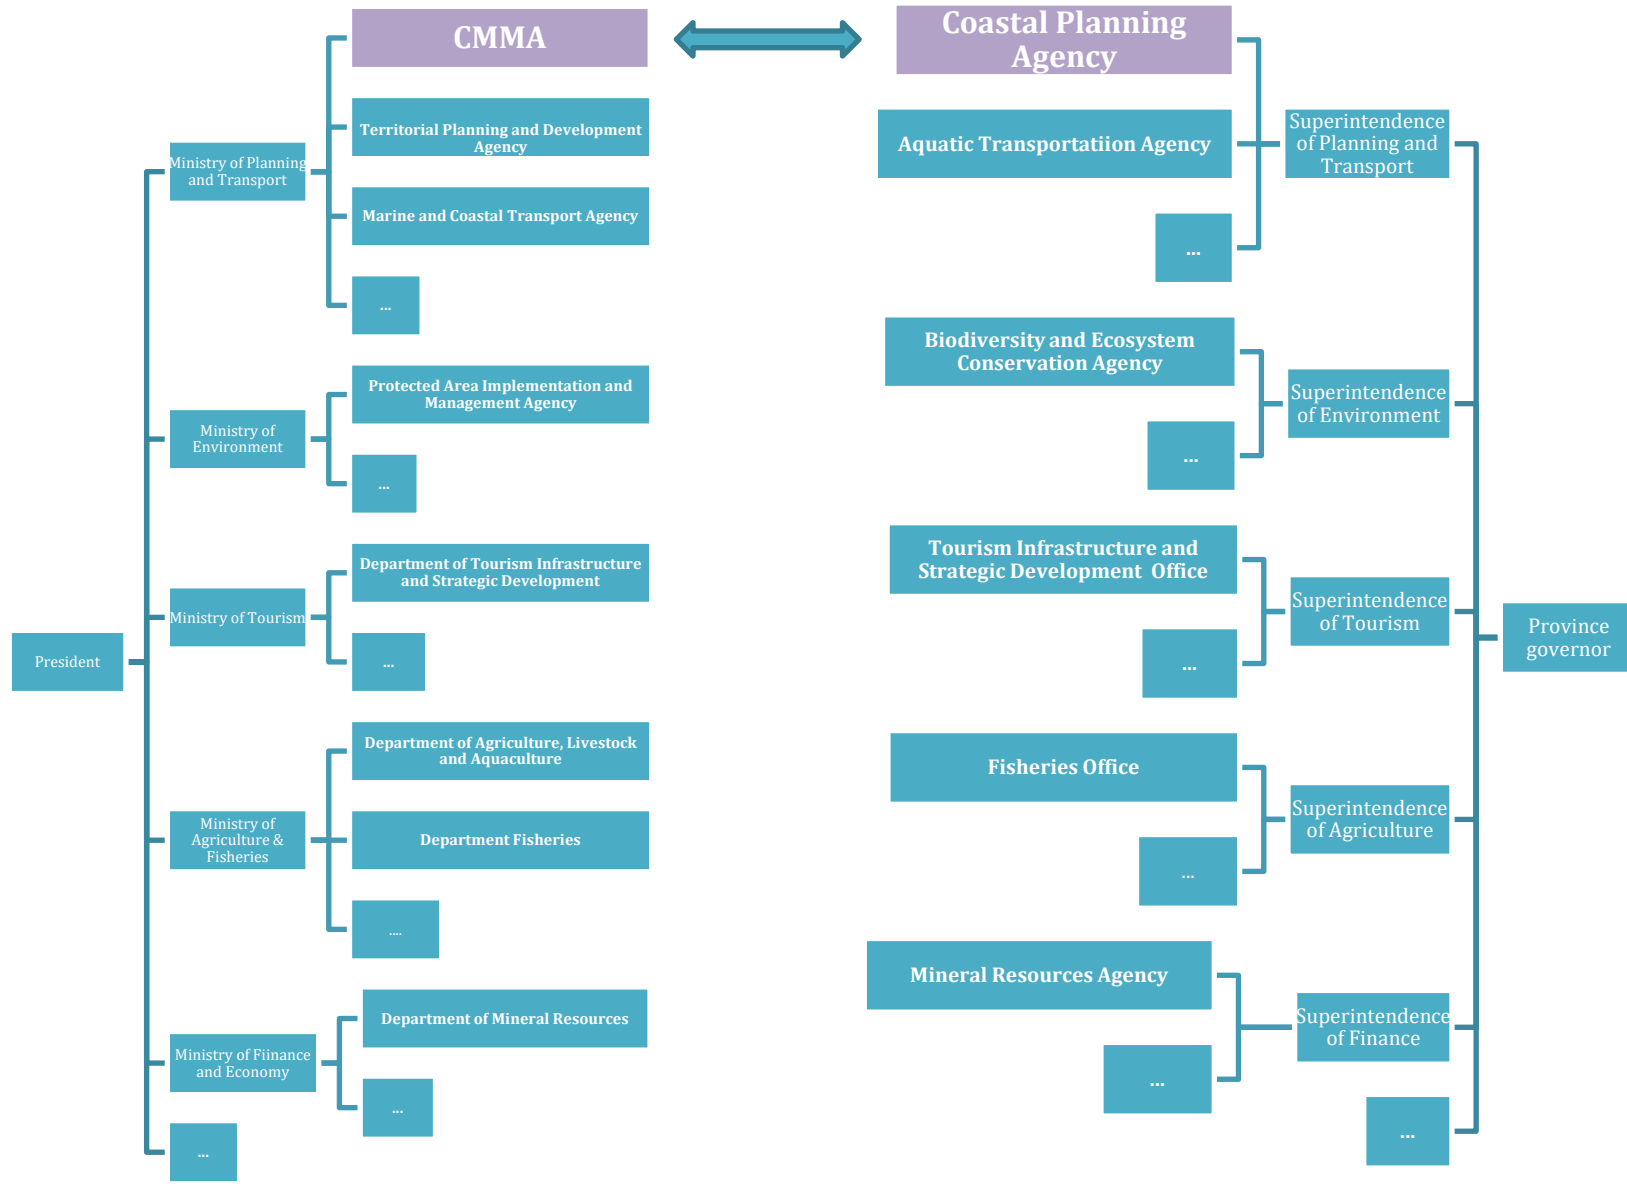 CMMA
Territorial Planning and Development
Agency
Ministry of Planning
and Transport
Marine and Coastal Transport Agency
...
Protected Area Implementation and
Management Agency
Ministry of
Environment
...
Department of Tourism Infrastructure
and Strategic Development
Ministry of Tourism
...
President
Department of Agriculture, Livestock
and Aquaculture
Ministry of
Agriculture &
Fisheries
Department Fisheries
....
Department of Mineral Resources
Ministry of Fiinance
and Economy
...
...
Coastal Planning
Agency
Aquatic Transportatiion Agency
Superintendence
of Planning and
Transport
...
Biodiversity and Ecosystem
Conservation Agency
Superintendence
of Environment
...
Tourism Infrastructure and
Strategic Development Office
Superintendence
of Tourism
...
Province
governor
Fisheries Office
Superintendence
of Agriculture
...
Mineral Resources Agency
Superintendence
of Finance
...
...